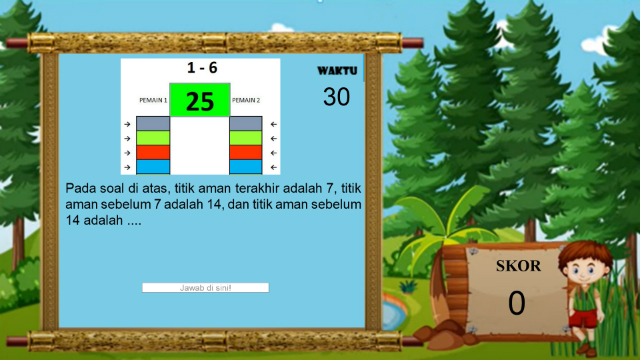 1 - 6
WAKTU
PEMAIN 1
25
PEMAIN 2
30
Pada soal di atas, titik aman terakhir adalah 7, titik
aman sebelum 7 adalah 14, dan titik aman sebelum
14 adalah ....
Jawab di sini!
SKOR
0